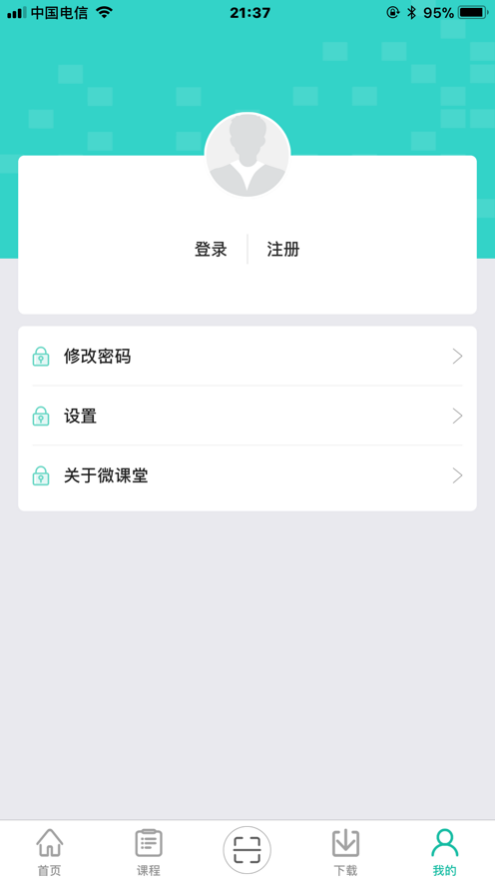 中国电信 21:37 95%
登录 注册
修改密码
设置
关于微课堂
首页 课程 下载 我的